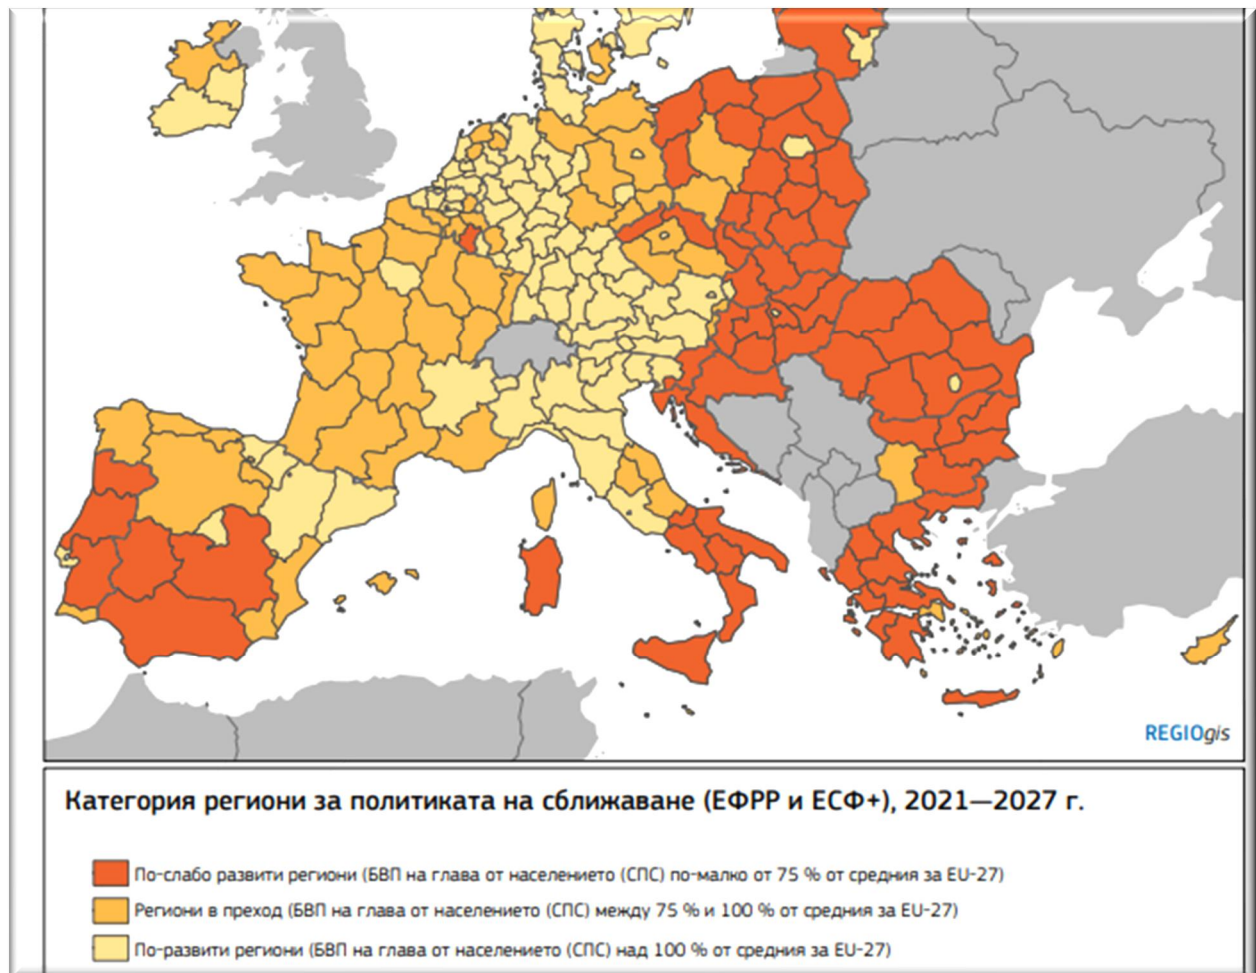 REGIOgis
Категория региони за политиката на сближаване (ЕФРР и ЕСФ+), 2021—2027 г.
По-слабо развити региони (БВП на глава от населението (СПС) по-малко от 75 % от средния за EU-27)
Региони в преход (БВП на глава от населението (СПС) между 75 % и 100 % от средния за EU-27)
По-развити региони (БВП на глава от населението (СПС) над 100 % от средния за EU-27)